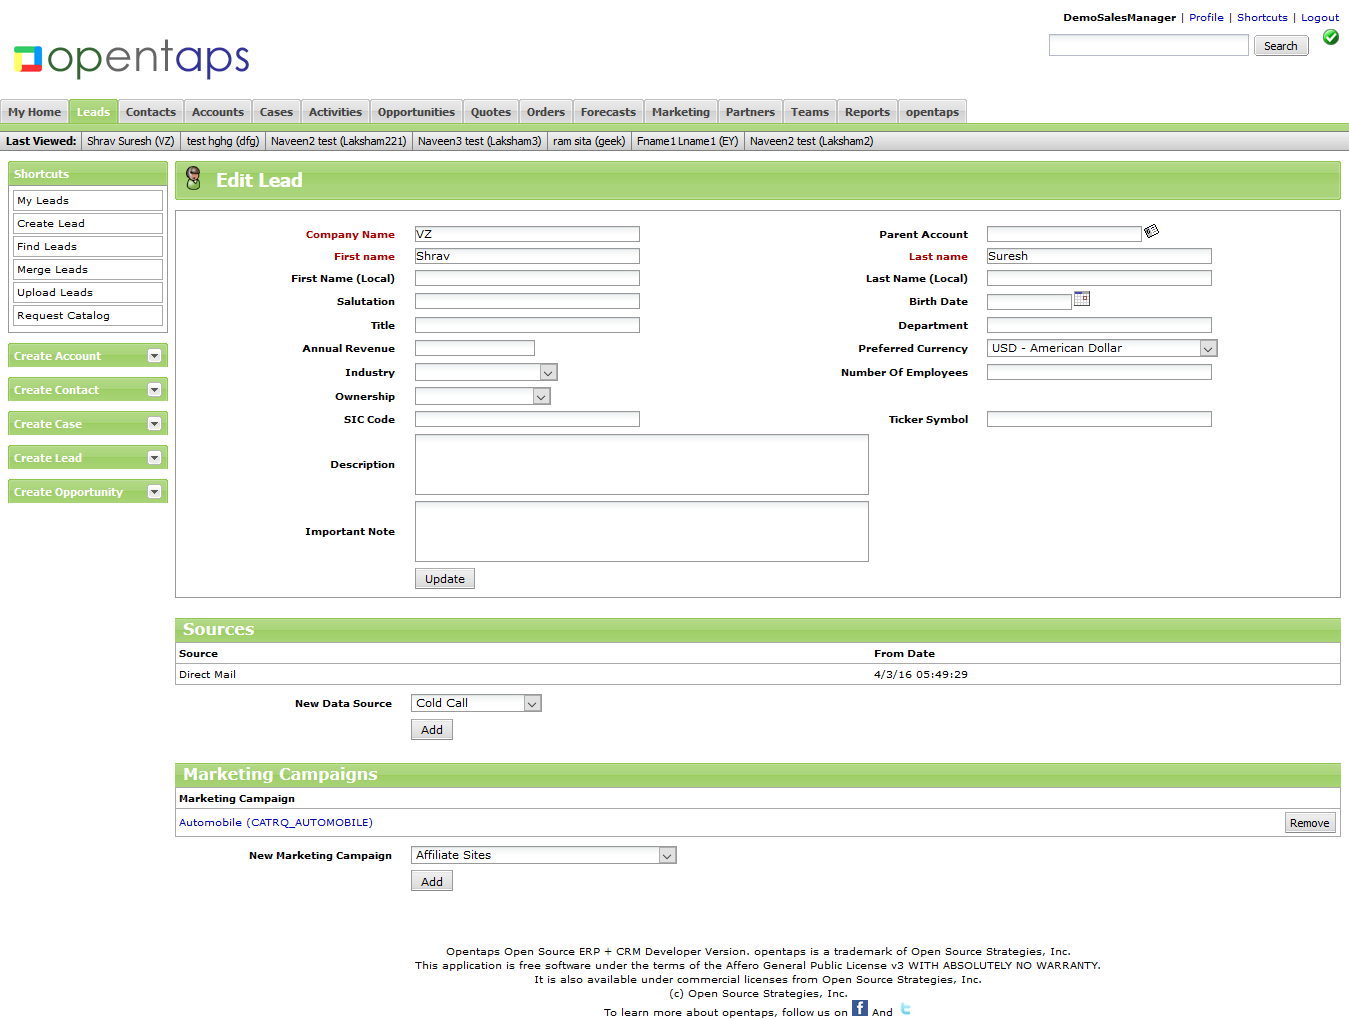 DemoSalesManager | Profile | Shortcuts | Logout
Search
opentaps
My Home Leads Contacts Accounts Cases Activities Opportunities Quotes Orders Forecasts Marketing Partners Teams Reports opentaps
Last Viewed: Shrav Suresh (VZ) test hghg (dfg) Naveen2 test (Laksham221) Naveen3 test (Laksham3) ram sita (geek) Fname1 Lname1 (EY) Naveen2 test (Laksham2)
Shortcuts
My Leads
Create Lead
Find Leads
Merge Leads
Upload Leads
Request Catalog
Create Account
Create Contact
Create Case
Create Lead
Create Opportunity
Edit Lead
Company Name VZ Parent Account
First name Shrav Last name Suresh
First Name (Local) Last Name (Local)
Salutation Birth Date
Title Department
Annual Revenue Preferred Currency USD - American Dollar
Industry Number Of Employees
Ownership
SIC Code Ticker Symbol
Description
Important Note
Update
Sources
Source From Date
Direct Mail 4/3/16 05:49:29
New Data Source Cold Call
Add
Marketing Campaigns
Marketing Campaign
Automobile (CATRQ_AUTOMOBILE) Remove
New Marketing Campaign Affiliate Sites
Add
Opentaps Open Source ERP + CRM Developer Version. opentaps is a trademark of Open Source Strategies, Inc.
This application is free software under the terms of the Affero General Public License v3 WITH ABSOLUTELY NO WARRANTY.
It is also available under commercial licenses from Open Source Strategies, Inc.
(c) Open Source Strategies, Inc.
To learn more about opentaps, follow us on f And t